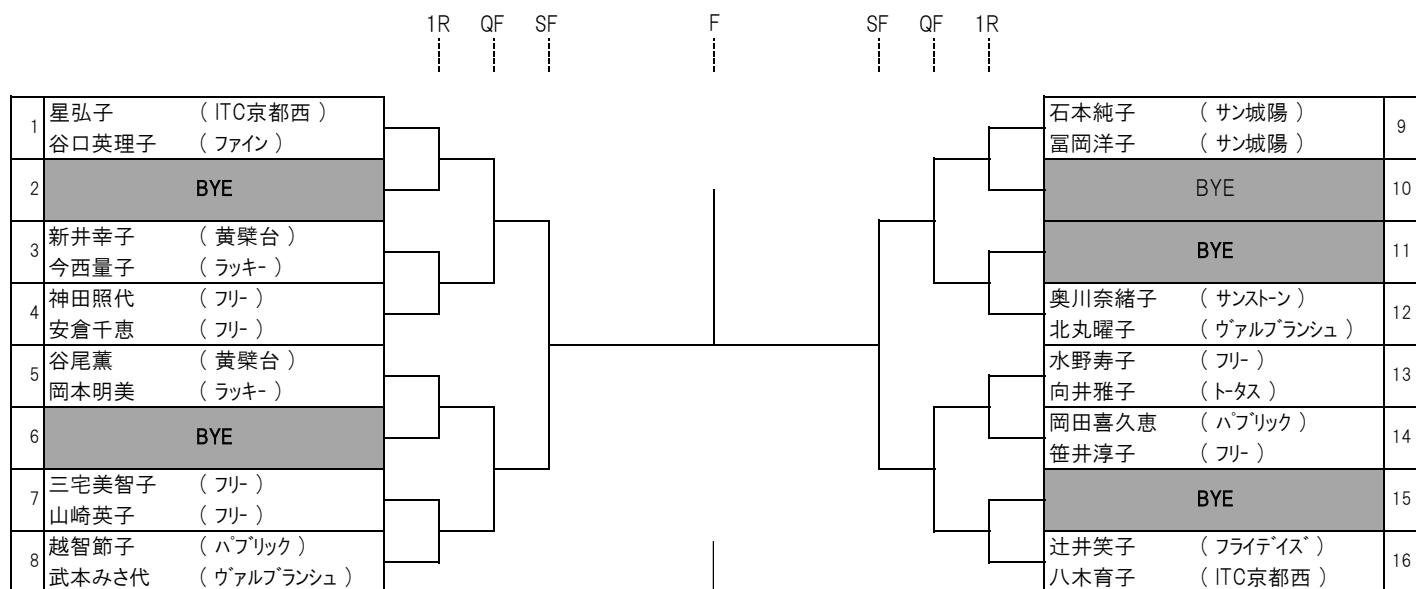 1R QF SF F SF QF 1R
1 星弘子 ( ITC京都西 )
谷口英理子 ( ファイン )
2 BYE
3 新井幸子 ( 黄檗台 )
今西量子 ( ラッキー )
4 神田照代 ( フリー )
安倉千恵 ( フリー )
5 谷尾薫 ( 黄檗台 )
岡本明美 ( ラッキー )
6 BYE
7 三宅美智子 ( フリー )
山崎英子 ( フリー )
8 越智節子 ( パブリック )
武本みさ代 ( ヴァルブランシュ )
石本純子 ( サン城陽 ) 9
冨岡洋子 ( サン城陽 )
BYE 10
BYE 11
奥川奈緒子 ( サンストーン ) 12
北丸曜子 ( ヴァルブランシュ )
水野寿子 ( フリー ) 13
向井雅子 ( トータス )
岡田喜久恵 ( パブリック ) 14
笹井淳子 ( フリー )
BYE 15
辻井笑子 ( フライデイズ ) 16
八木育子 ( ITC京都西 )